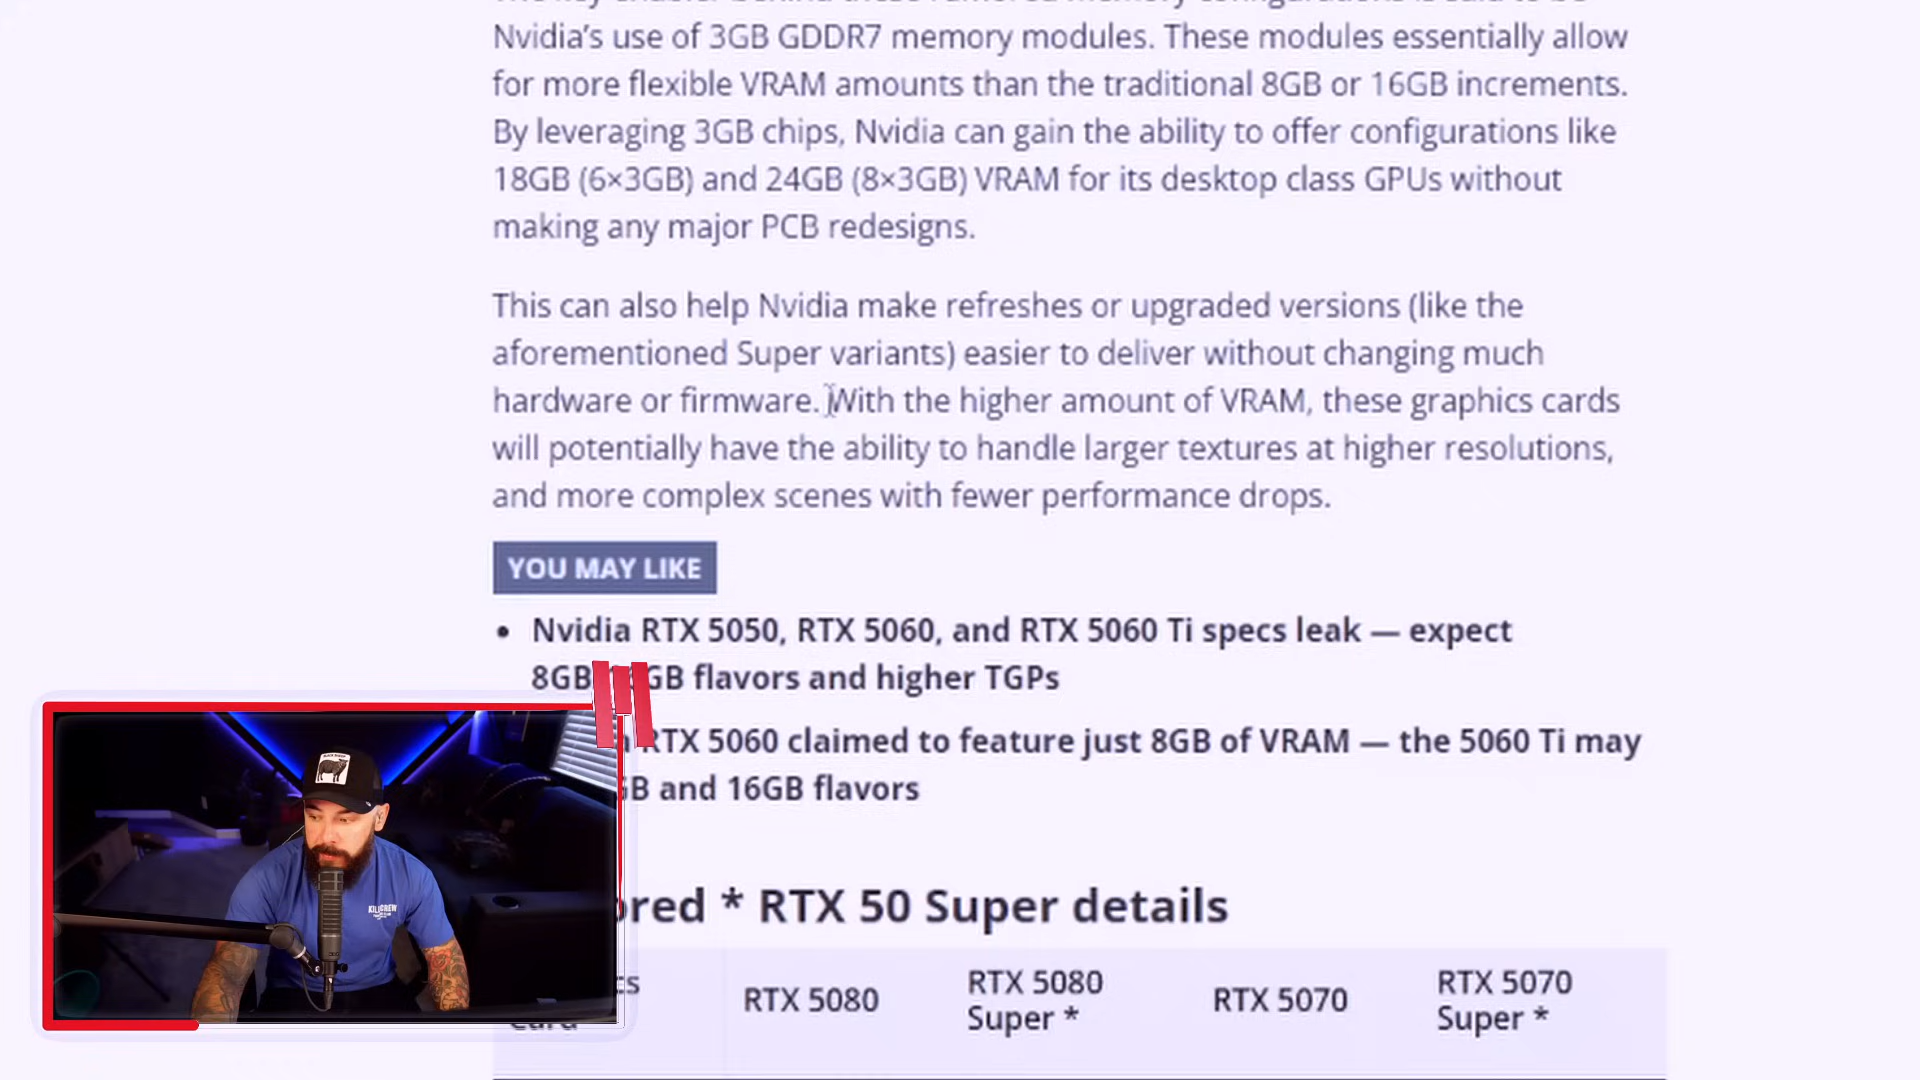 Nvidia's use of 3GB GDDR7 memory modules. These modules essentially allow
for more flexible VRAM amounts than the traditional 8GB or 16GB increments.
By leveraging 3GB chips, Nvidia can gain the ability to offer configurations like
18GB (6×3GB) and 24GB (8×3GB) VRAM for its desktop class GPUs without
making any major PCB redesigns.
This can also help Nvidia make refreshes or upgraded versions (like the
aforementioned Super variants) easier to deliver without changing much
hardware or firmware. With the higher amount of VRAM, these graphics cards
will potentially have the ability to handle larger textures at higher resolutions,
and more complex scenes with fewer performance drops.
YOU MAY LIKE
• Nvidia RTX 5050, RTX 5060, and RTX 5060 Ti specs leak — expect
8GB GB flavors and higher TGPs
RTX 5060 claimed to feature just 8GB of VRAM — the 5060 Ti may
GB and 16GB flavors
* RTX 50 Super details
RTX 5080
RTX 5080
Super *
RTX 5070
RTX 5070
Super *